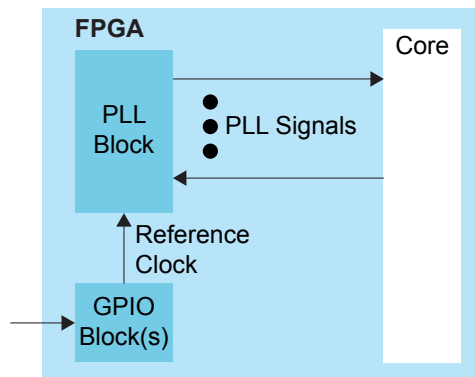 FPGA
Core
PLL
Block
PLL Signals
Reference
Clock
GPIO
Block(s)